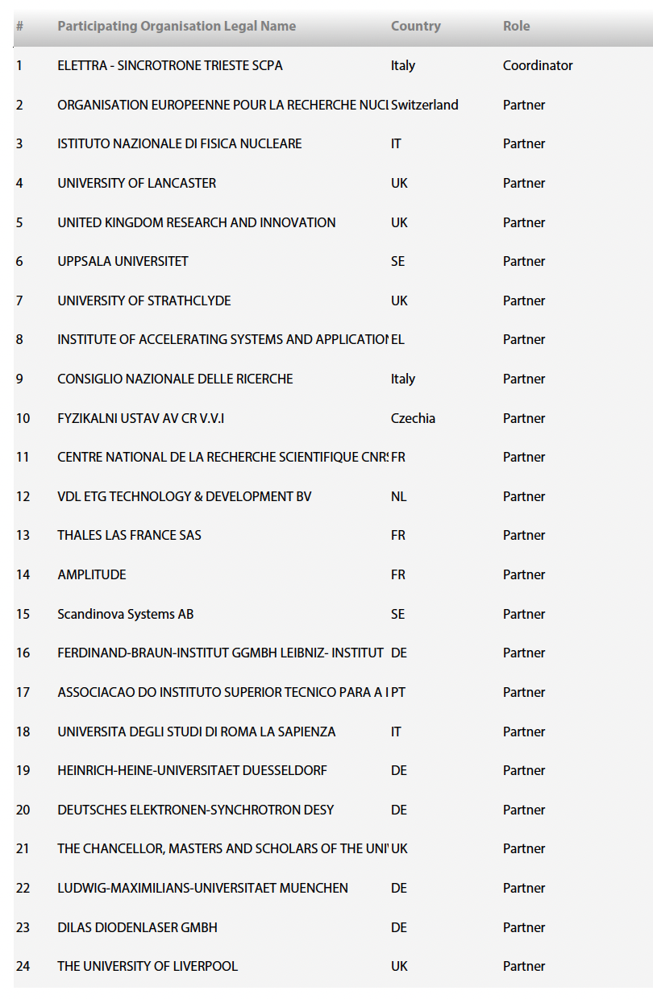 # Participating Organisation Legal Name Country Role
1 ELETTRA - SINCROTRONE TRIESTE SCPA Italy Coordinator
2 ORGANISATION EUROPEENNE POUR LA RECHERCHE NUCL Switzerland Partner
3 ISTITUTO NAZIONALE DI FISICA NUCLEARE IT Partner
4 UNIVERSITY OF LANCASTER UK Partner
5 UNITED KINGDOM RESEARCH AND INNOVATION UK Partner
6 UPPSALA UNIVERSITET SE Partner
7 UNIVERSITY OF STRATHCLYDE UK Partner
8 INSTITUTE OF ACCELERATING SYSTEMS AND APPLICATION EL Partner
9 CONSIGLIO NAZIONALE DELLE RICERCHE Italy Partner
10 FYZIKALNI USTAV AV CR V.V.I Czechia Partner
11 CENTRE NATIONAL DE LA RECHERCHE SCIENTIFIQUE CNRS FR Partner
12 VDL ETG TECHNOLOGY & DEVELOPMENT BV NL Partner
13 THALES LAS FRANCE SAS FR Partner
14 AMPLITUDE FR Partner
15 Scandinova Systems AB SE Partner
16 FERDINAND-BRAUN-INSTITUT GGMBH LEIBNIZ- INSTITUT DE Partner
17 ASSOCIACAO DO INSTITUTO SUPERIOR TECNICO PARA A I PT Partner
18 UNIVERSITA DEGLI STUDI DI ROMA LA SAPIENZA IT Partner
19 HEINRICH-HEINE-UNIVERSITAET DUESSELDORF DE Partner
20 DEUTSCHES ELEKTRONEN-SYNCHROTRON DESY DE Partner
21 THE CHANCELLOR, MASTERS AND SCHOLARS OF THE UNI UK Partner
22 LUDWIG-MAXIMILIANS-UNIVERSITAET MUENCHEN DE Partner
23 DILAS DIODENLASER GMBH DE Partner
24 THE UNIVERSITY OF LIVERPOOL UK Partner